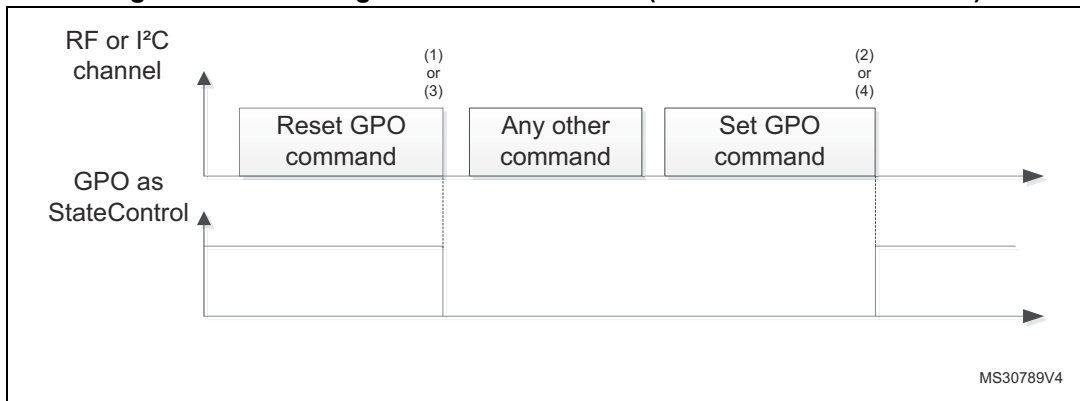 RF or I²C
channel
(1)
or
(3)
(2)
or
(4)
Reset GPO
command
Any other
command
Set GPO
command
GPO as
StateControl
MS30789V4